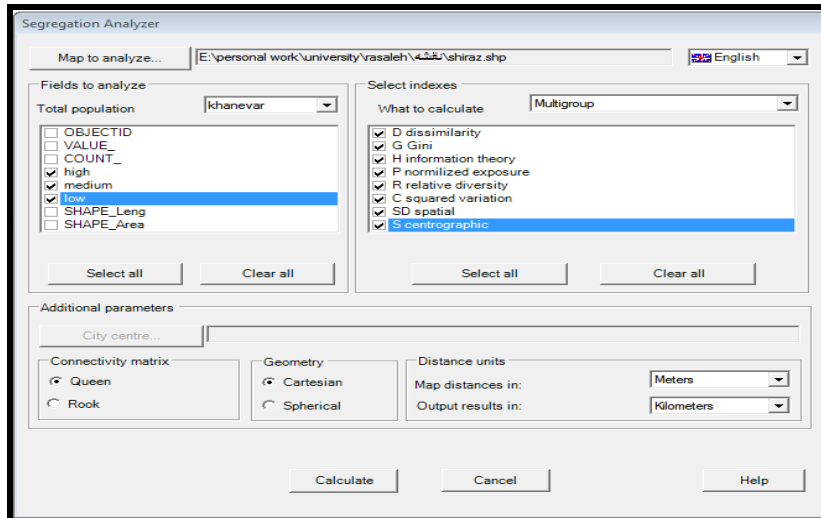 Segregation Analyzer
Map to analyze...
E:\personal work\university\rasaleh\نقشه\shiraz.shp
English
Fields to analyze
Total population
khanevar
OBJECTID
VALUE_
COUNT_
high
medium
low
SHAPE_Leng
SHAPE_Area
Select all
Clear all
Select indexes
What to calculate
Multigroup
D dissimilarity
G Gini
H information theory
P normilized exposure
R relative diversity
C squared variation
SD spatial
S centrographic
Select all
Clear all
Additional parameters
City centre...
Connectivity matrix
Queen
Rook
Geometry
Cartesian
Spherical
Distance units
Map distances in:
Meters
Output results in:
Kilometers
Calculate
Cancel
Help